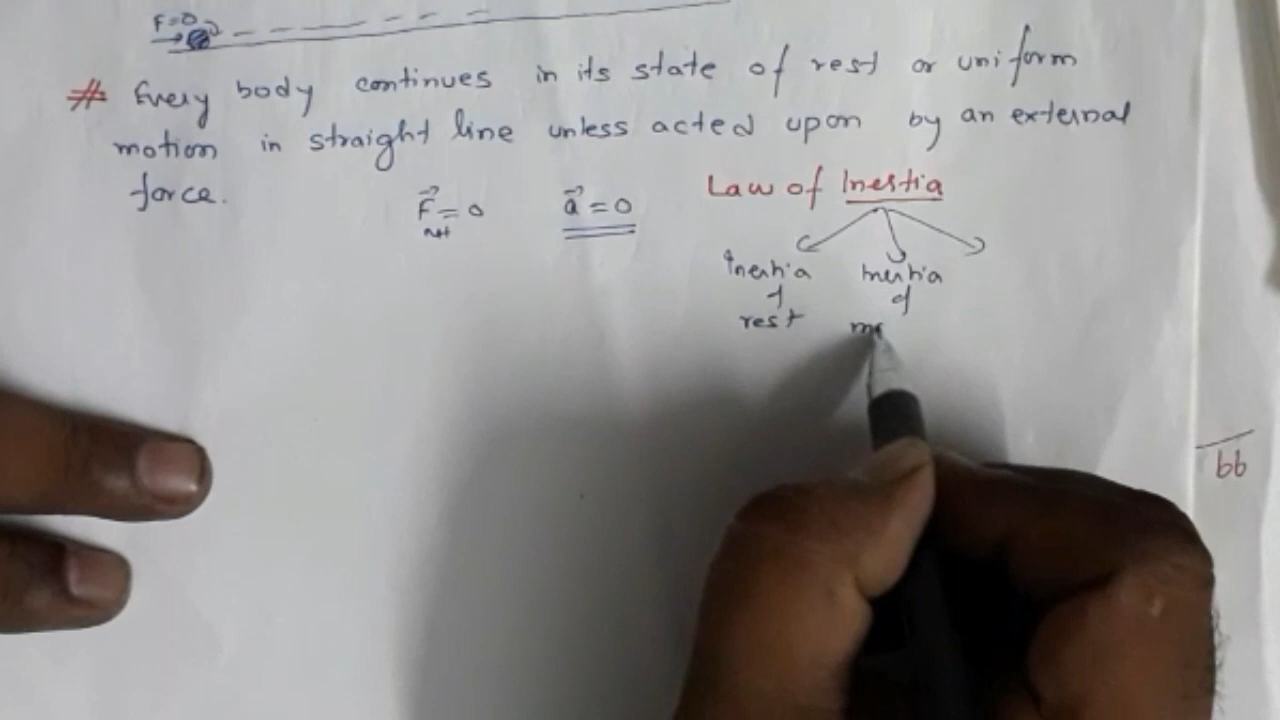 F=0
# Every body continues in its state of rest or uniform
motion in straight line unless acted upon by an external
force.
F⃗ = 0 a⃗ = 0
net
Law of Inertia
Inertia Inertia
of of
rest mo
66